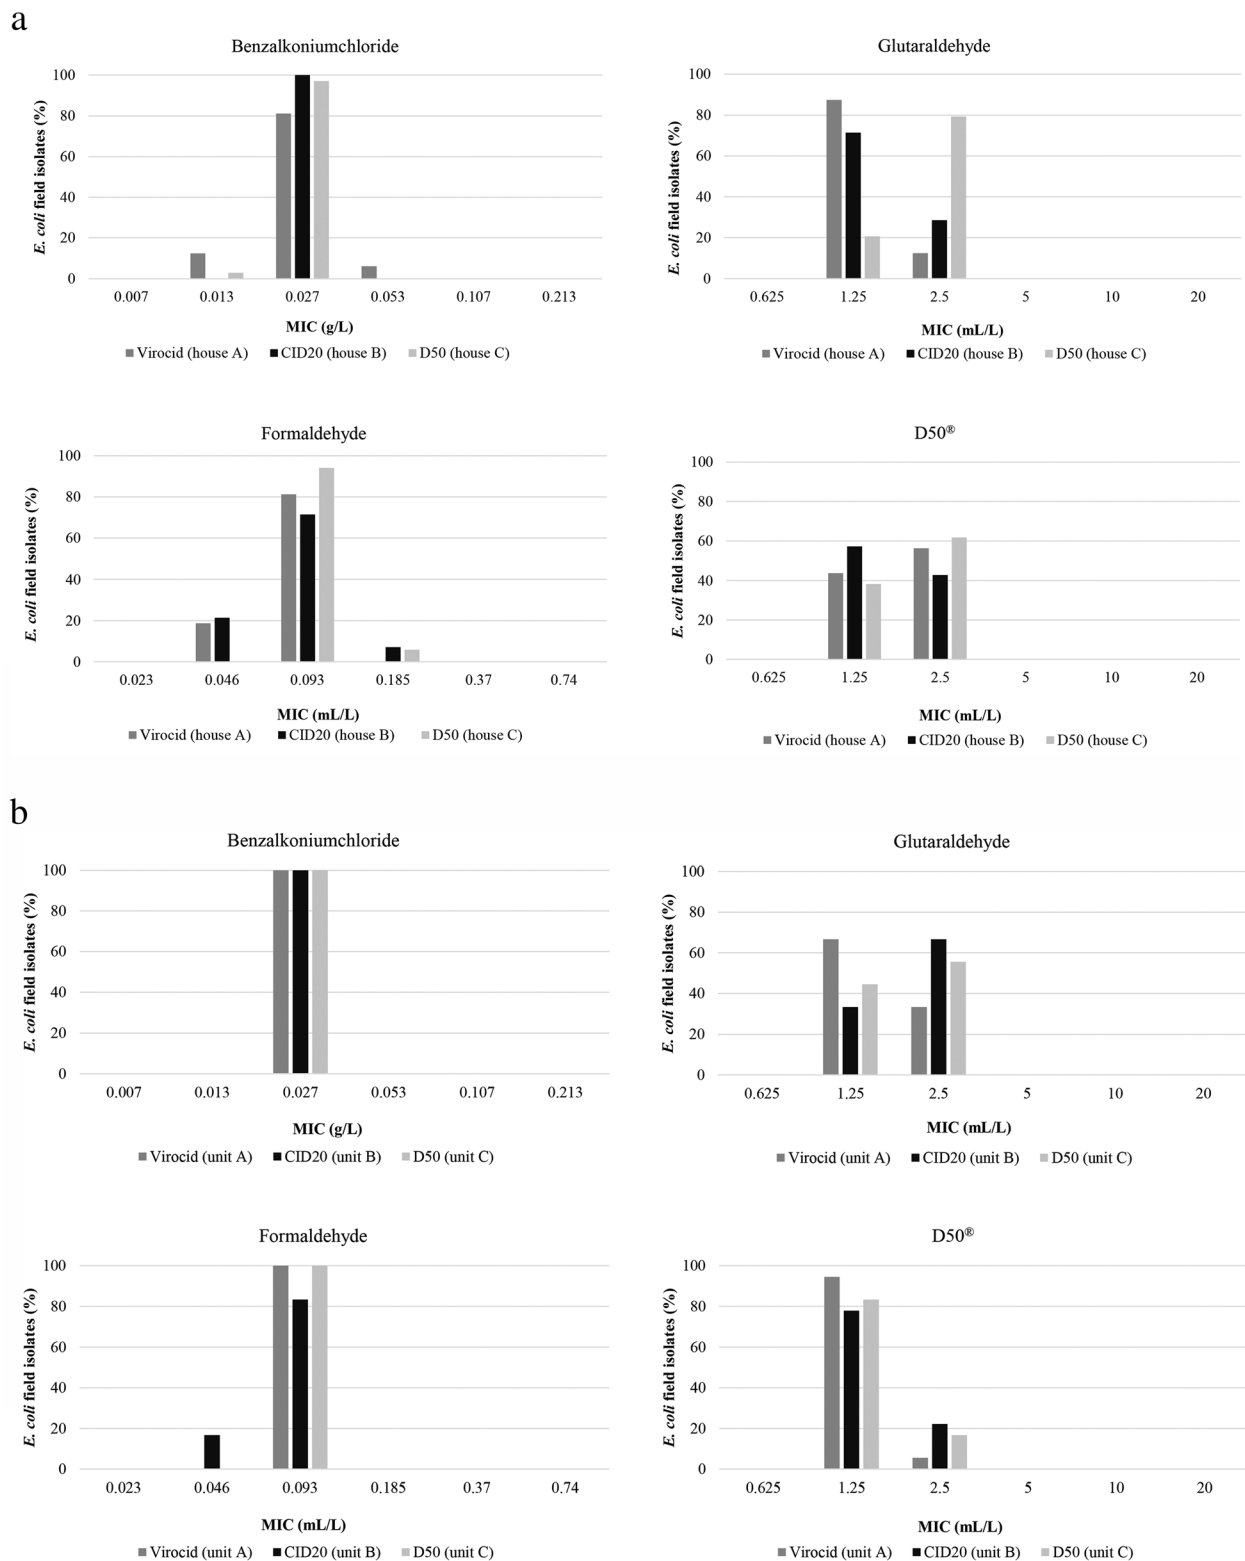 a
Benzalkoniumchloride
E. coli field isolates (%)
100
80
60
40
20
0
0.007 0.013 0.027 0.053 0.107 0.213
MIC (g/L)
Virocid (house A) CID20 (house B) D50 (house C)
Glutaraldehyde
E. coli field isolates (%)
100
80
60
40
20
0
0.625 1.25 2.5 5 10 20
MIC (mL/L)
Virocid (house A) CID20 (house B) D50 (house C)
Formaldehyde
E. coli field isolates (%)
100
80
60
40
20
0
0.023 0.046 0.093 0.185 0.37 0.74
MIC (mL/L)
Virocid (house A) CID20 (house B) D50 (house C)
D50®
E. coli field isolates (%)
100
80
60
40
20
0
0.625 1.25 2.5 5 10 20
MIC (mL/L)
Virocid (house A) CID20 (house B) D50 (house C)
b
Benzalkoniumchloride
E. coli field isolates (%)
100
80
60
40
20
0
0.007 0.013 0.027 0.053 0.107 0.213
MIC (g/L)
Virocid (unit A) CID20 (unit B) D50 (unit C)
Glutaraldehyde
E. coli field isolates (%)
100
80
60
40
20
0
0.625 1.25 2.5 5 10 20
MIC (mL/L)
Virocid (unit A) CID20 (unit B) D50 (unit C)
Formaldehyde
E. coli field isolates (%)
100
80
60
40
20
0
0.023 0.046 0.093 0.185 0.37 0.74
MIC (mL/L)
Virocid (unit A) CID20 (unit B) D50 (unit C)
D50®
E. coli field isolates (%)
100
80
60
40
20
0
0.625 1.25 2.5 5 10 20
MIC (mL/L)
Virocid (unit A) CID20 (unit B) D50 (unit C)